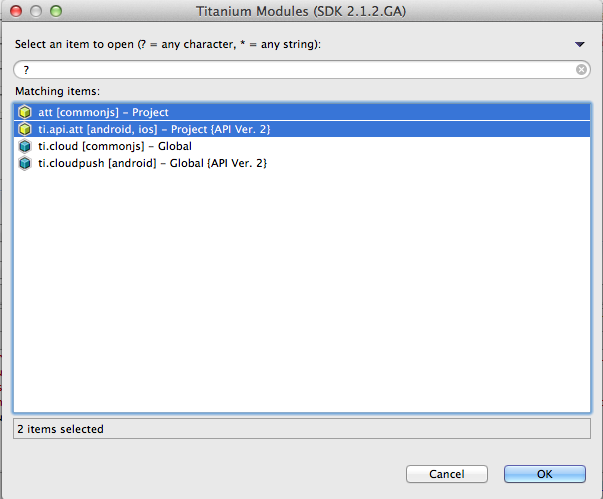 Titanium Modules (SDK 2.1.2.GA)
Select an item to open (? = any character, * = any string):
?
Matching items:
att [commonjs] – Project
ti.api.att [android, ios] – Project {API Ver. 2}
ti.cloud [commonjs] – Global
ti.cloudpush [android] – Global {API Ver. 2}
2 items selected
Cancel OK